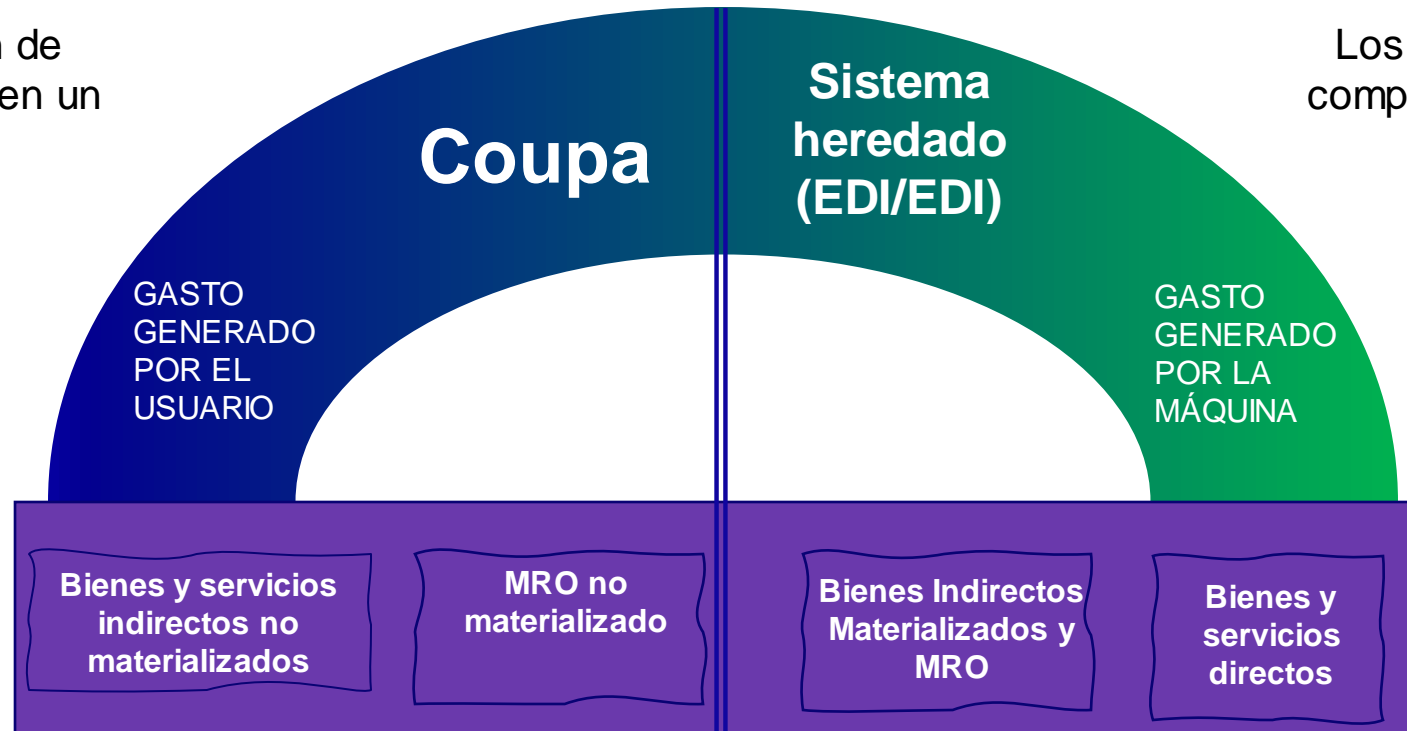 de
en un
Los
Coupa
Sistema
heredado
(EDI/EDI)
GASTO
GENERADO
POR EL
USUARIO
GASTO
GENERADO
POR LA
MÁQUINA
Bienes y servicios
indirectos no
materializados
MRO no
materializado
Bienes Indirectos
Materializados y
MRO
Bienes y
servicios
directos